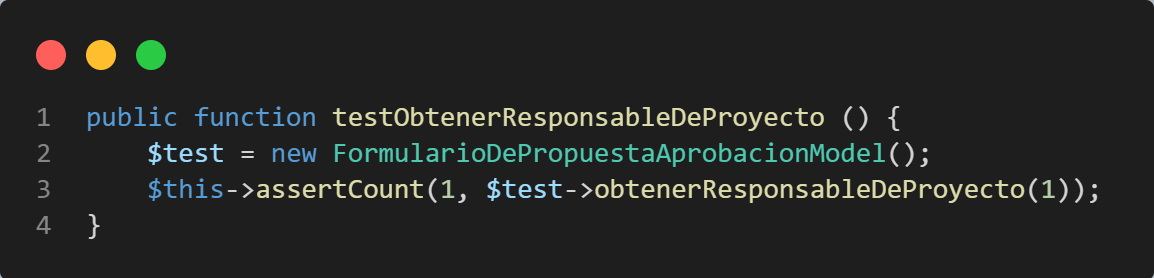 1 public function testObtenerResponsableDeProyecto () {
2     $test = new FormularioDePropuestaAprobacionModel();
3     $this->assertCount(1, $test->obtenerResponsableDeProyecto(1));
4 }